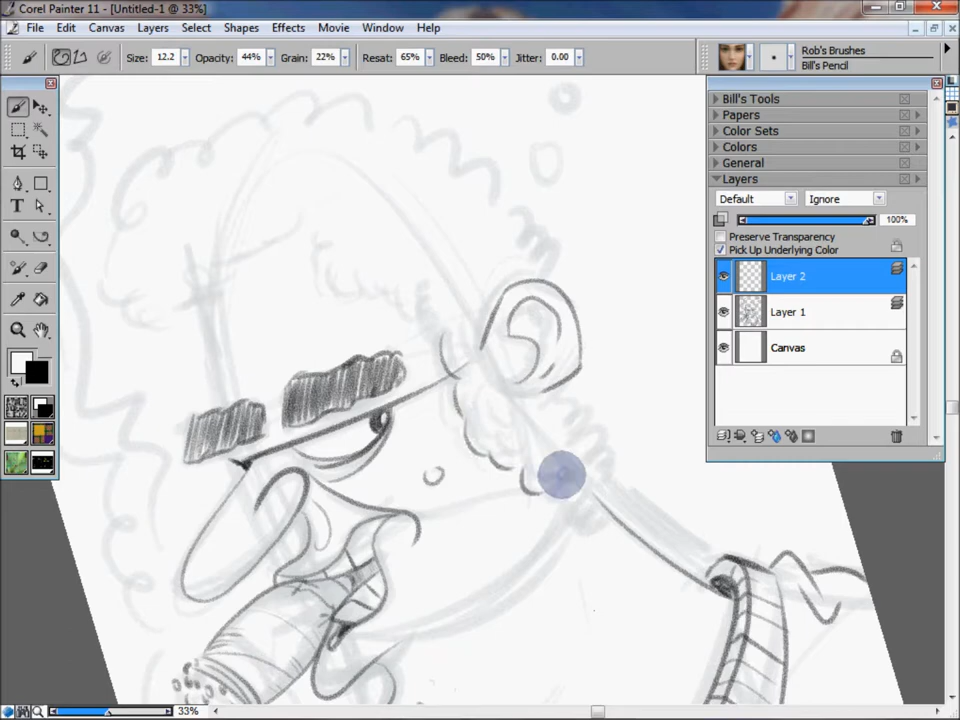 Corel Painter 11 - [Untitled-1 @ 33%]
File Edit Canvas Layers Select Shapes Effects Movie Window Help
Size: 12.2 Opacity: 44% Grain: 22% Resat: 65% Bleed: 50% Jitter: 0.00
Rob's Brushes
Bill's Pencil
Bill's Tools
Papers
Color Sets
Colors
General
Layers
Default Ignore
100%
Preserve Transparency
Pick Up Underlying Color
Layer 2
Layer 1
Canvas
T
33%